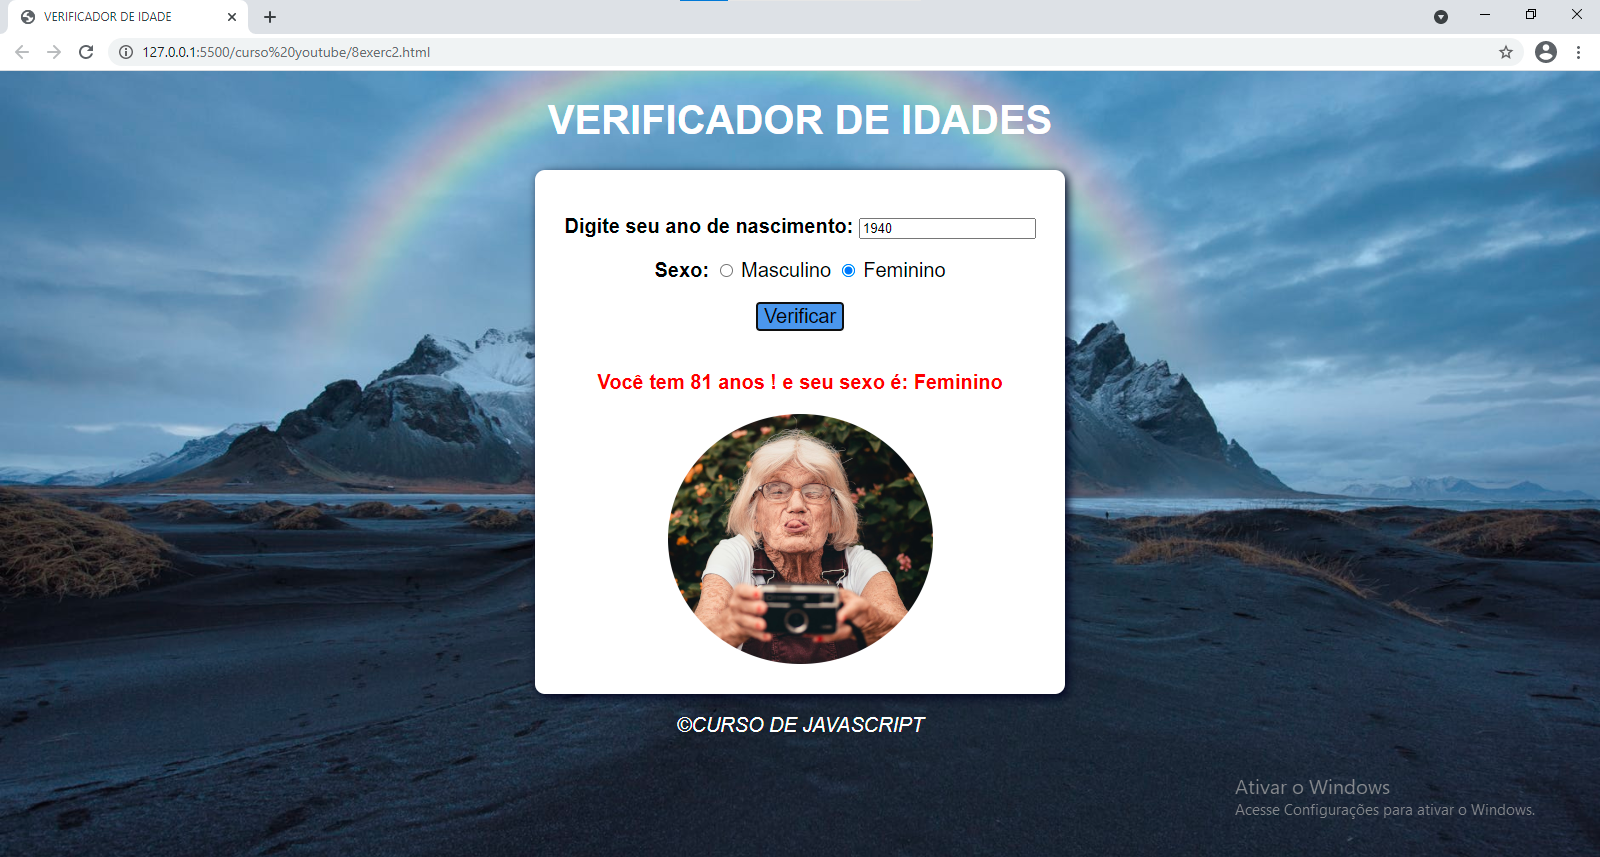 VERIFICADOR DE IDADE
127.0.0.1:5500/curso%20youtube/8exerc2.html
VERIFICADOR DE IDADES
Digite seu ano de nascimento: 1940
Sexo: Masculino Feminino
Verificar
Você tem 81 anos ! e seu sexo é: Feminino
©CURSO DE JAVASCRIPT
Ativar o Windows
Acesse Configurações para ativar o Windows.